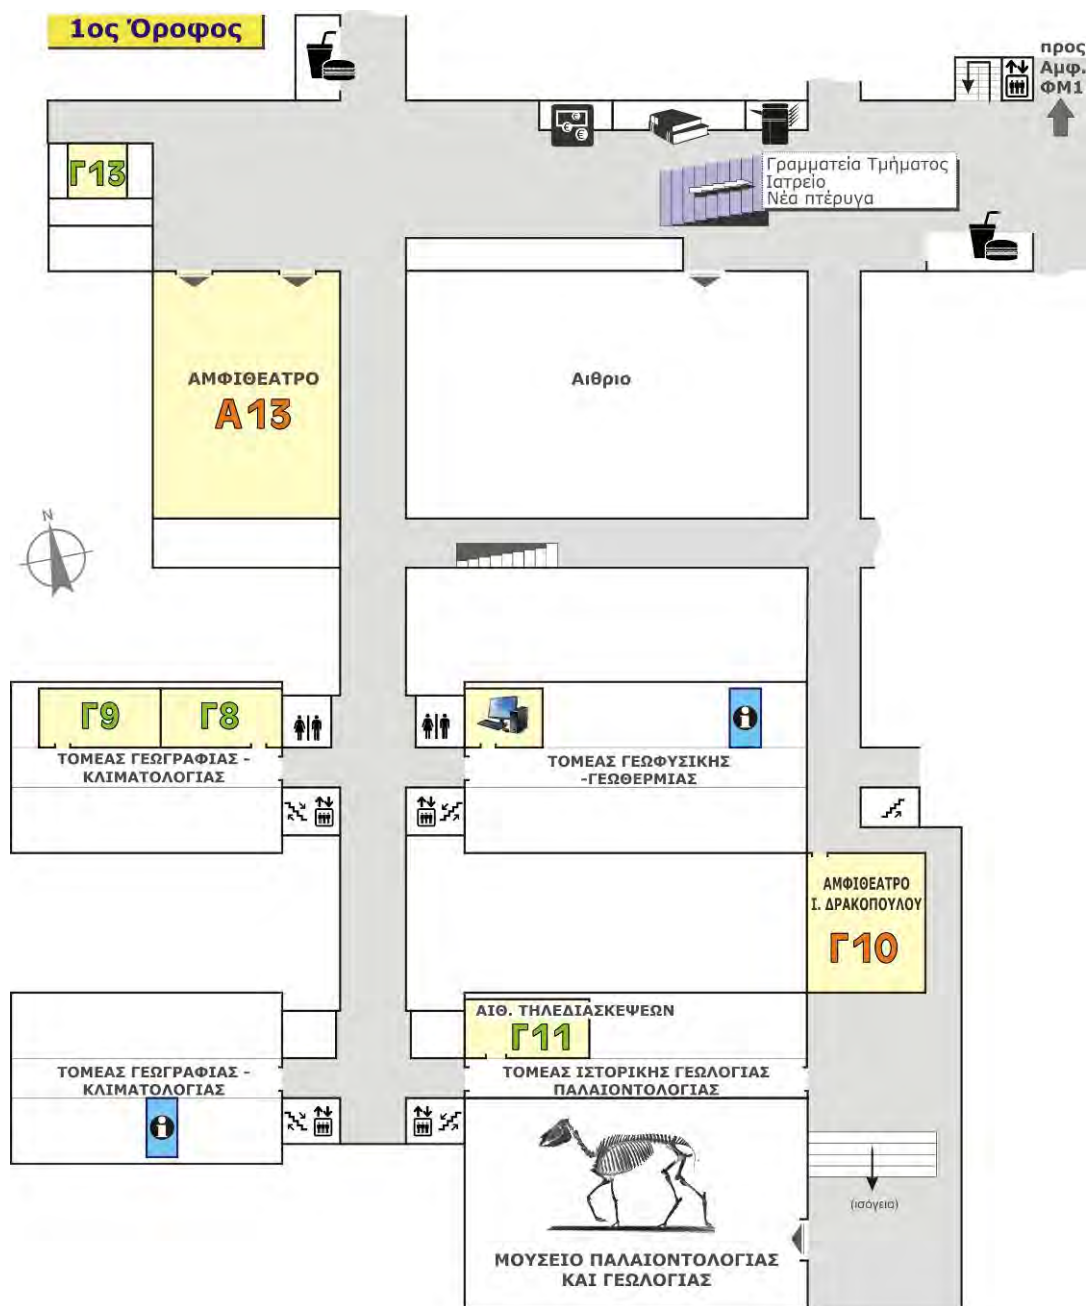 1ος Όροφος
προς
Αμφ.
ΦΜ1
Γ13
Γραμματεία Τμήματος
Ιατρείο
Νέα πτέρυγα
ΑΜΦΙΘΕΑΤΡΟ
Α13
Αιθριο
N
Γ9
Γ8
ΤΟΜΕΑΣ ΓΕΩΓΡΑΦΙΑΣ -
ΚΛΙΜΑΤΟΛΟΓΙΑΣ
ΤΟΜΕΑΣ ΓΕΩΦΥΣΙΚΗΣ
-ΓΕΩΘΕΡΜΙΑΣ
ΑΜΦΙΘΕΑΤΡΟ
Ι. ΔΡΑΚΟΠΟΥΛΟΥ
Γ10
ΑΙΘ. ΤΗΛΕΔΙΑΣΚΕΨΕΩΝ
Γ11
ΤΟΜΕΑΣ ΓΕΩΓΡΑΦΙΑΣ -
ΚΛΙΜΑΤΟΛΟΓΙΑΣ
ΤΟΜΕΑΣ ΙΣΤΟΡΙΚΗΣ ΓΕΩΛΟΓΙΑΣ
ΠΑΛΑΙΟΝΤΟΛΟΓΙΑΣ
(ισόγειο)
ΜΟΥΣΕΙΟ ΠΑΛΑΙΟΝΤΟΛΟΓΙΑΣ
ΚΑΙ ΓΕΩΛΟΓΙΑΣ